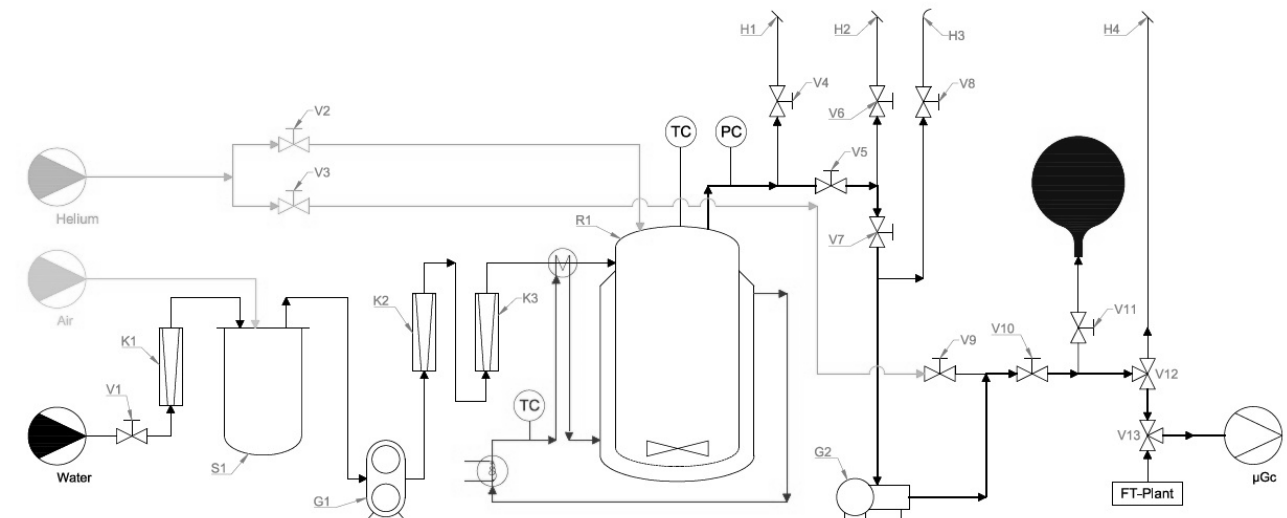 H1
H2
H3
H4
V4
V6
V8
V2
TC
PC
V5
V3
Helium
R1
V7
M
K2
K3
Air
V11
K1
V9
V10
V12
V1
TC
V13
Water
S1
8
G2
µGc
G1
FT-Plant